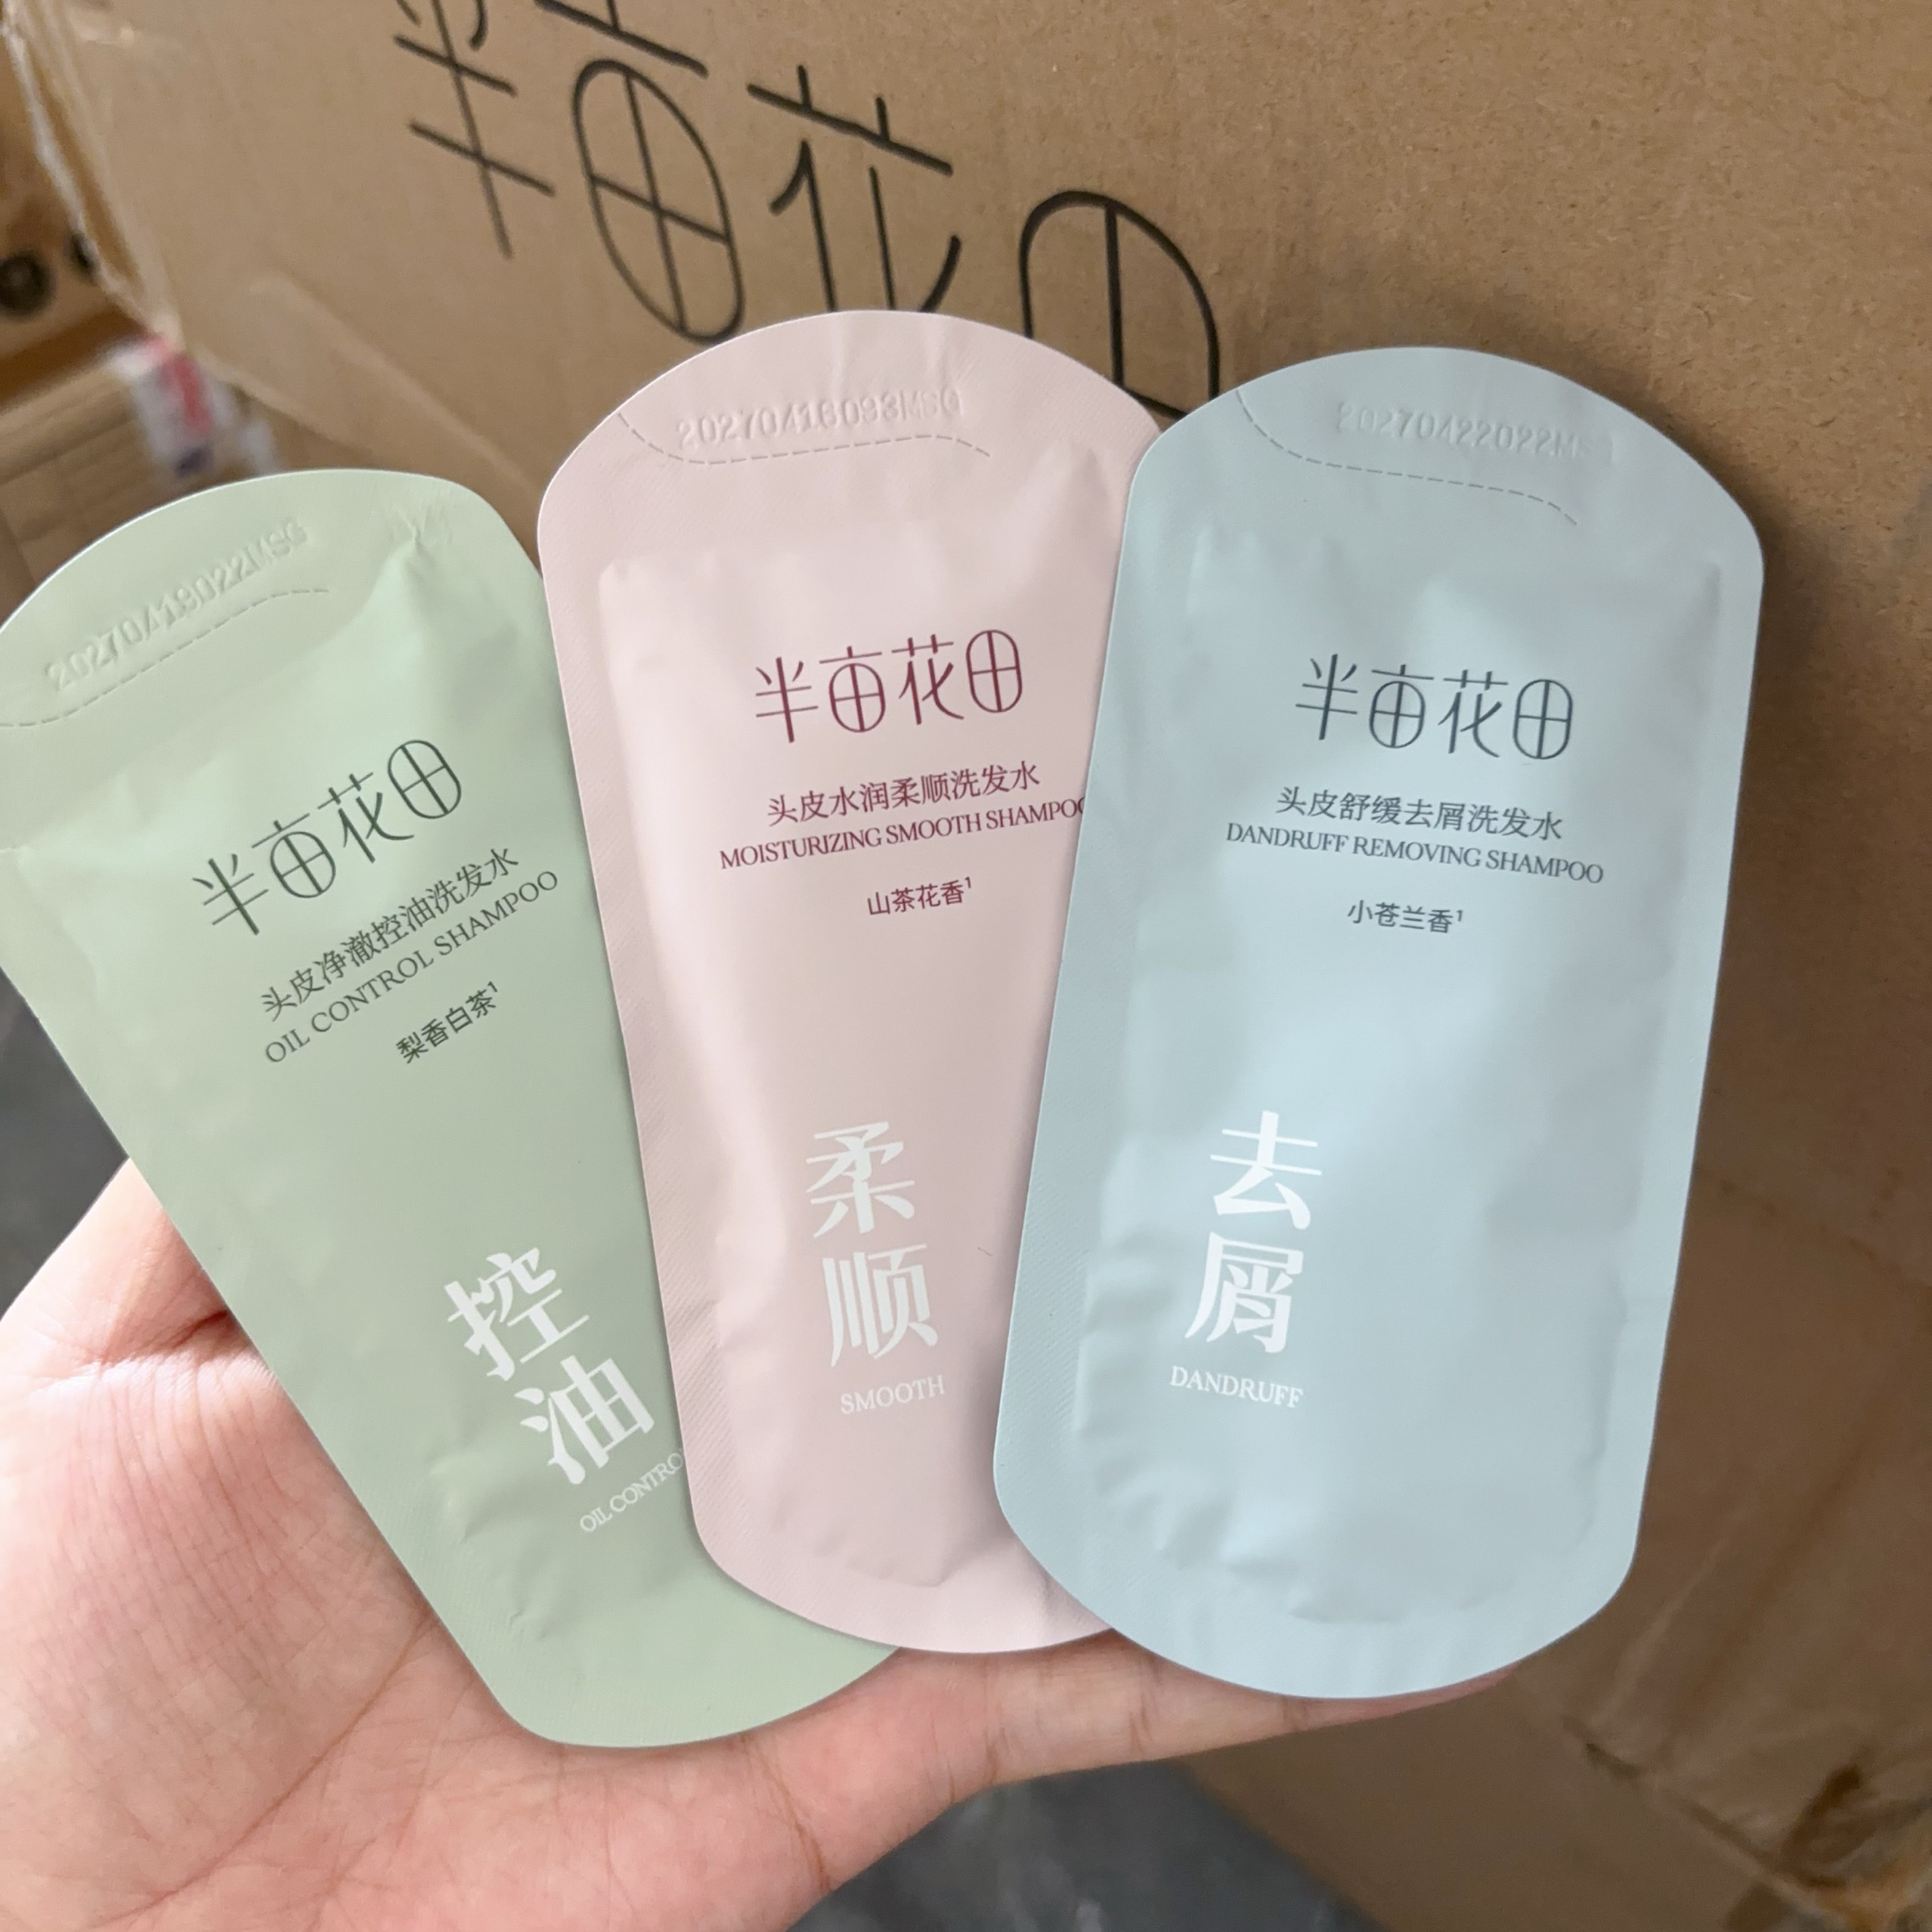 半亩花田
20270419022MSG
半亩花田
头皮净澈控油洗发水
OIL CONTROL SHAMPOO
梨香白茶¹
控
油
OIL CONTRO
20270416093MSG
半亩花田
头皮水润柔顺洗发水
MOISTURIZING SMOOTH SHAMPOO
山茶花香¹
柔
顺
SMOOTH
20270422022MS
半亩花田
头皮舒缓去屑洗发水
DANDRUFF REMOVING SHAMPOO
小苍兰香¹
去
屑
DANDRUFF